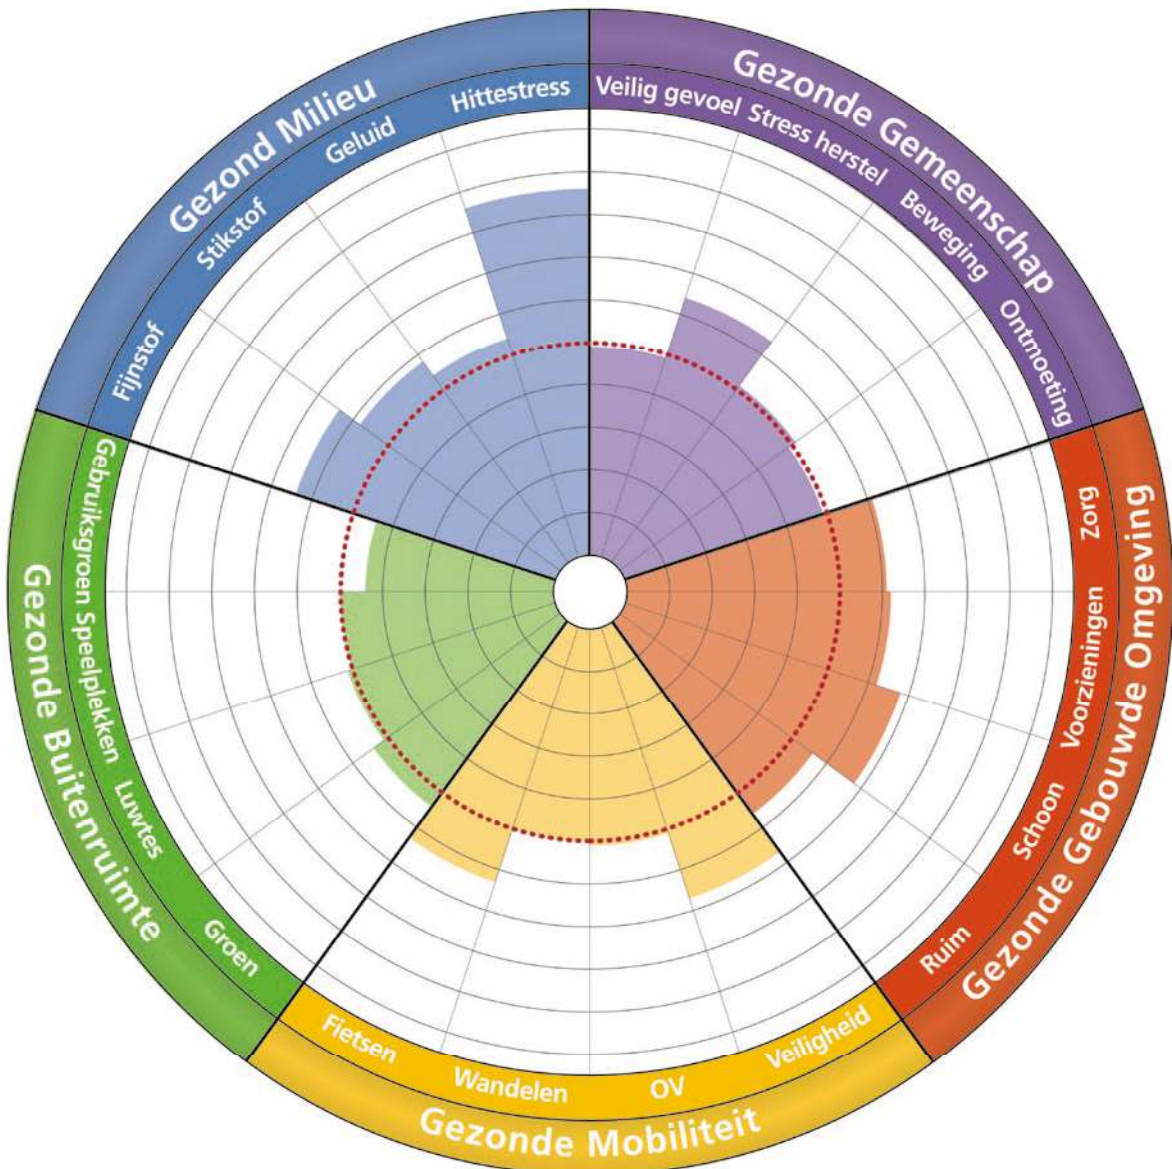 Gezond Milieu
Fijnstof
Stikstof
Geluid
Hittestress
Gezonde Gemeenschap
Veilig gevoel
Stress herstel
Beweging
Ontmoeting
Gezonde Gebouwde Omgeving
Zorg
Voorzieningen
Schoon
Ruim
Gezonde Mobiliteit
Fietsen
Wandelen
OV
Veiligheid
Gezonde Buitenruimte
Gebruiksgroen
Speelplekken
Luwtes
Groen